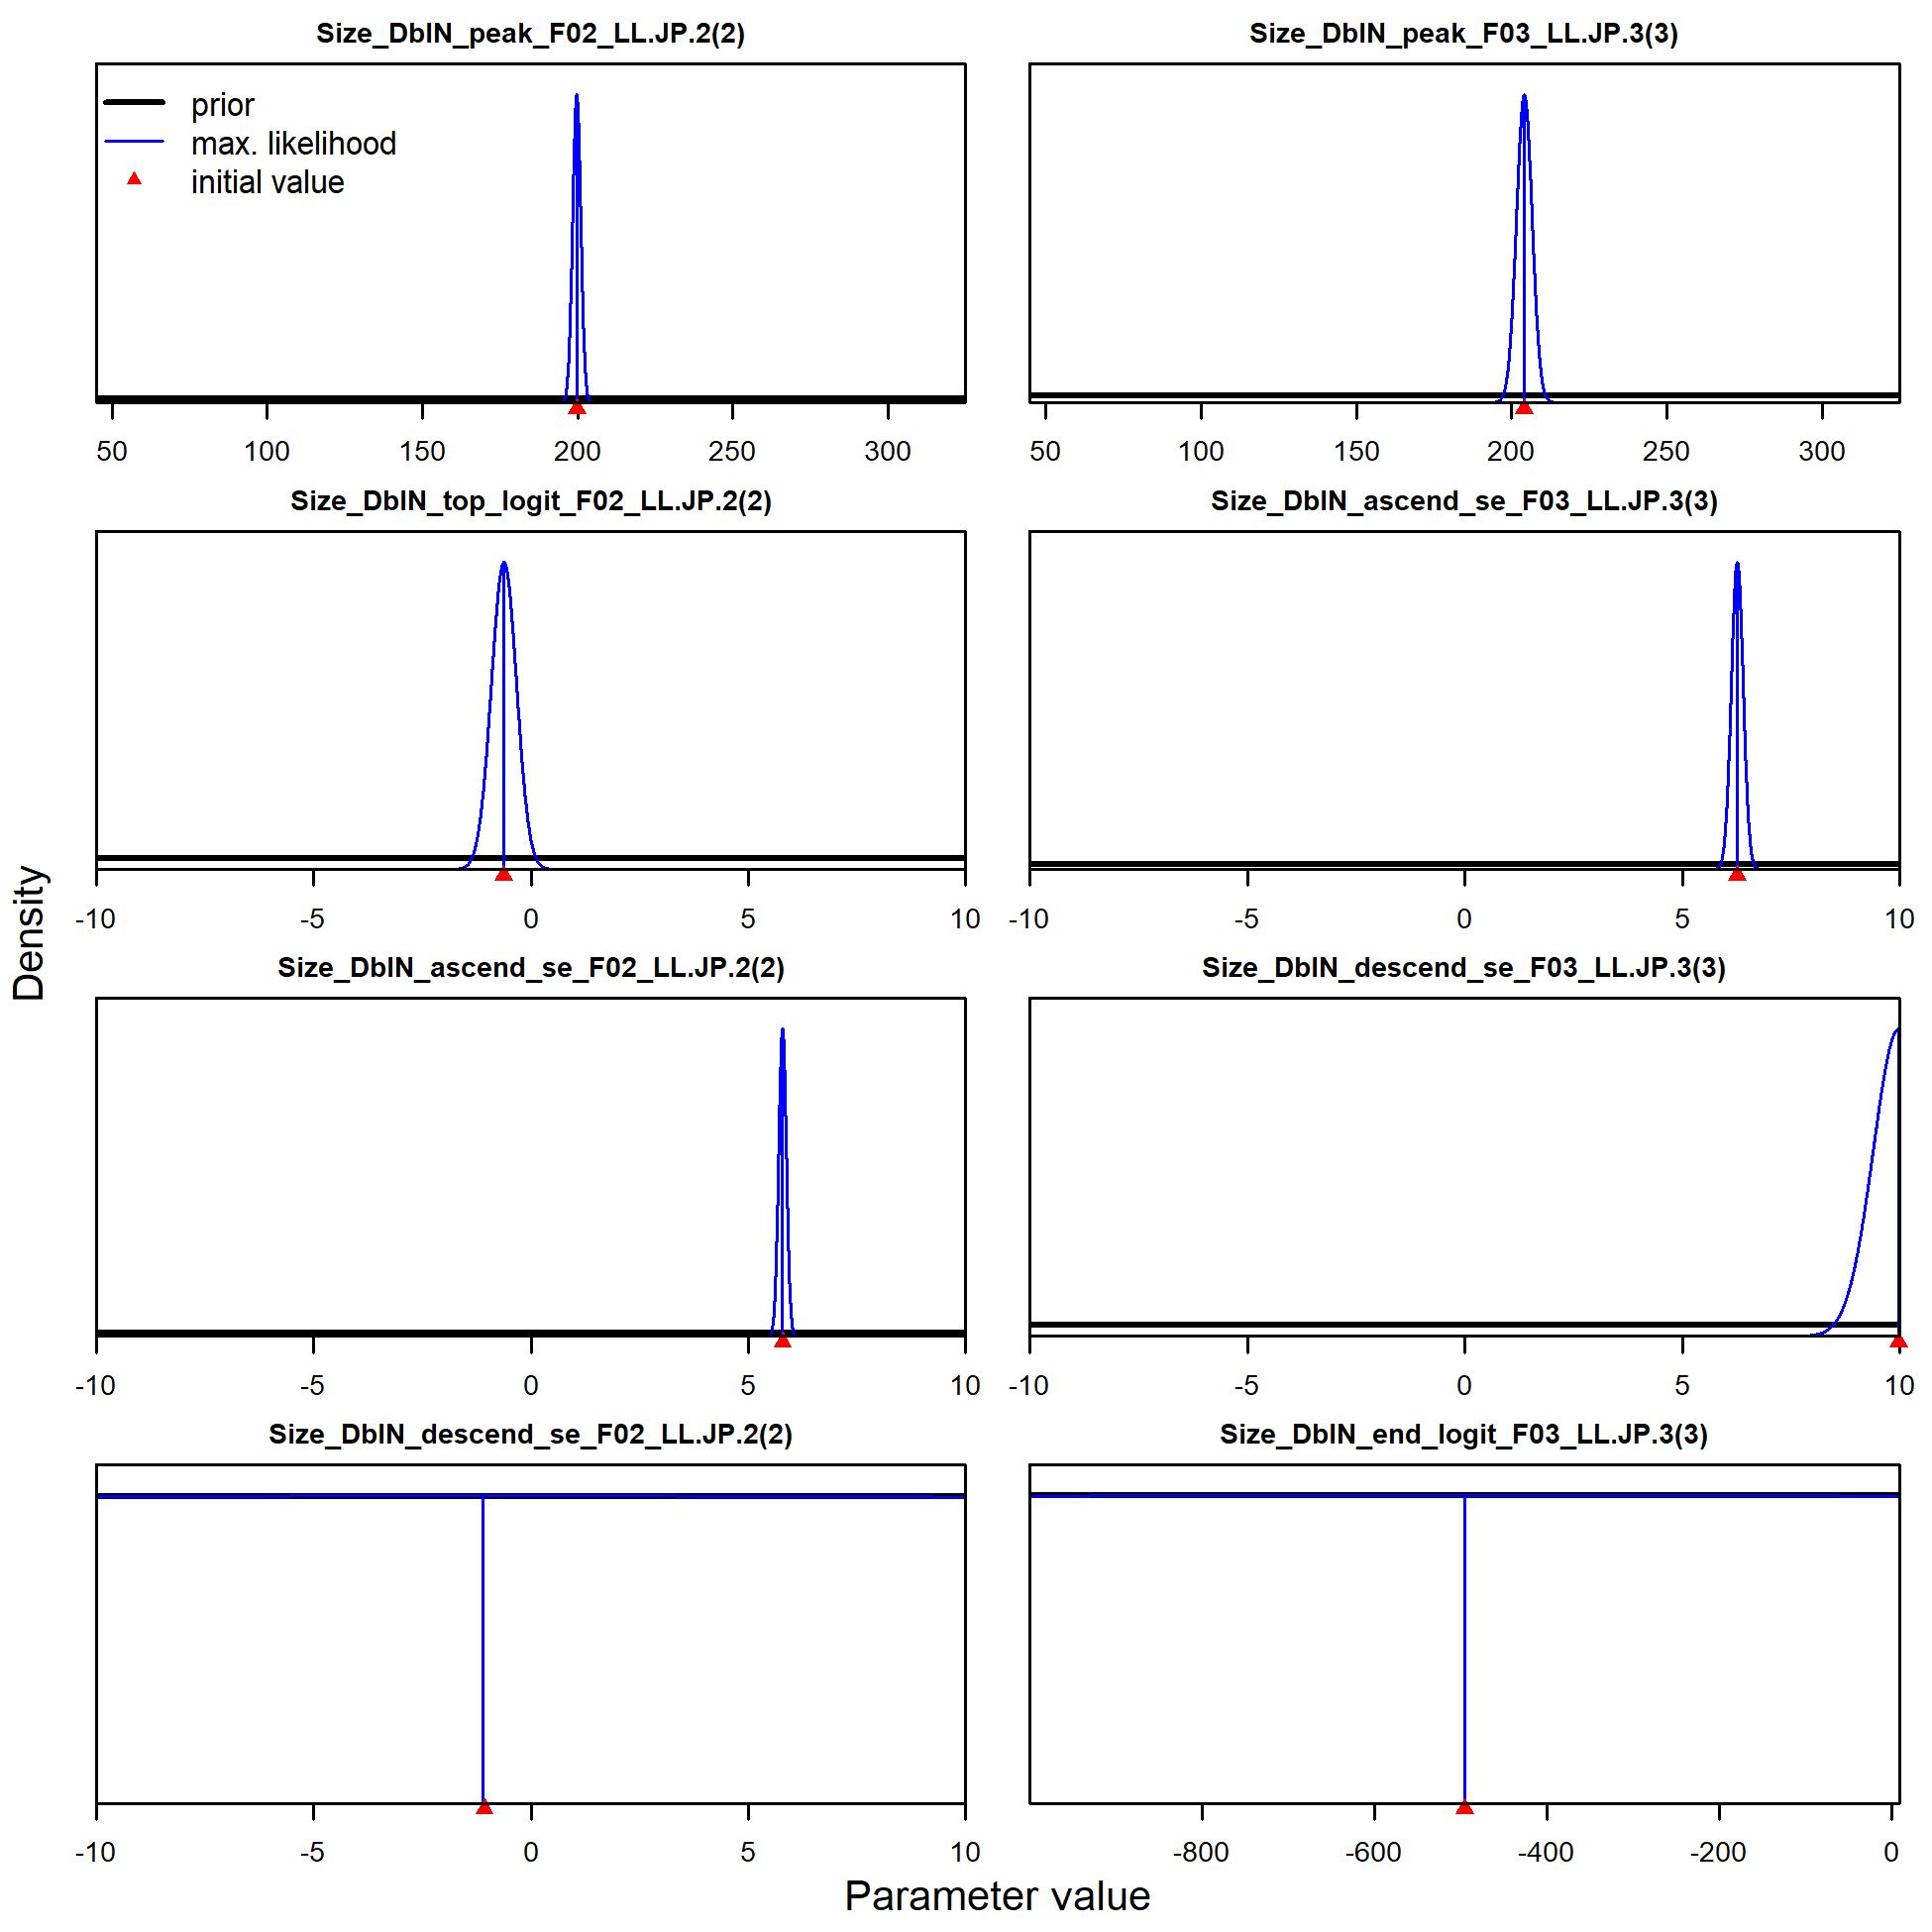 Size_DblN_peak_F02_LL.JP.2(2)
prior
max. likelihood
initial value
50 100 150 200 250 300
Size_DblN_peak_F03_LL.JP.3(3)
50 100 150 200 250 300
Size_DblN_top_logit_F02_LL.JP.2(2)
-10 -5 0 5 10
Size_DblN_ascend_se_F03_LL.JP.3(3)
-10 -5 0 5 10
Size_DblN_ascend_se_F02_LL.JP.2(2)
-10 -5 0 5 10
Size_DblN_descend_se_F03_LL.JP.3(3)
-10 -5 0 5 10
Size_DblN_descend_se_F02_LL.JP.2(2)
-10 -5 0 5 10
Size_DblN_end_logit_F03_LL.JP.3(3)
-800 -600 -400 -200 0
Density
Parameter value